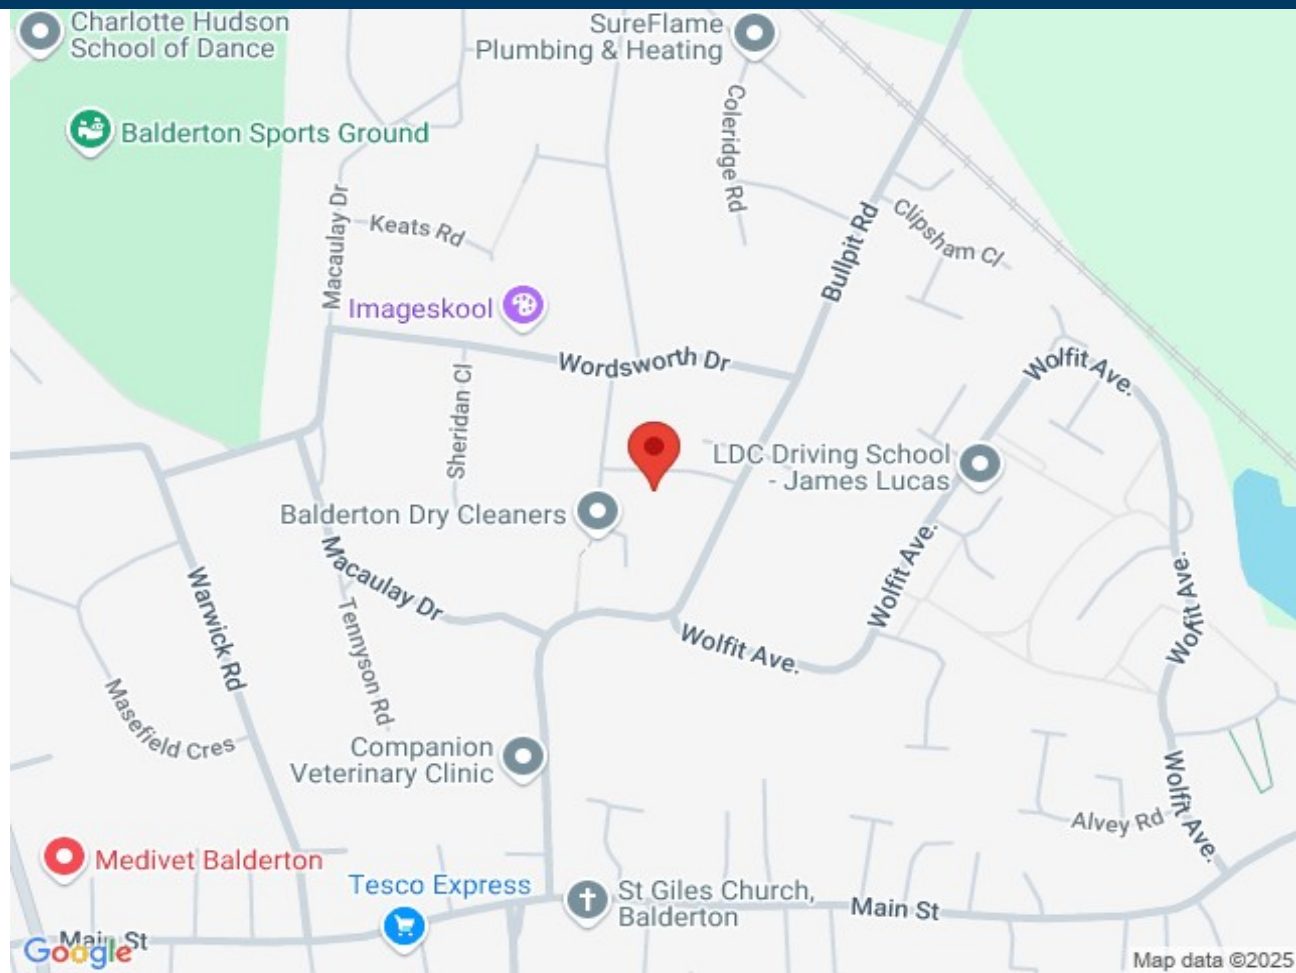 Charlotte Hudson
School of Dance
SureFlame
Plumbing & Heating
Balderton Sports Ground
Coleridge Rd
Macaulay Dr
Keats Rd
Bullpit Rd
Clipsham Cl
Imageskool
Wordsworth Dr
Wolfit Ave.
Sheridan Cl
LDC Driving School
- James Lucas
Balderton Dry Cleaners
Macaulay Dr
Warwick Rd
Tennyson Rd
Wolfit Ave.
Wolfit Ave.
Wolfit Ave.
Masefield Cres
Companion
Veterinary Clinic
Wolfit Ave.
Alvey Rd
Medivet Balderton
Tesco Express
St Giles Church,
Balderton
Main St
Main St
Google
Map data ©2025